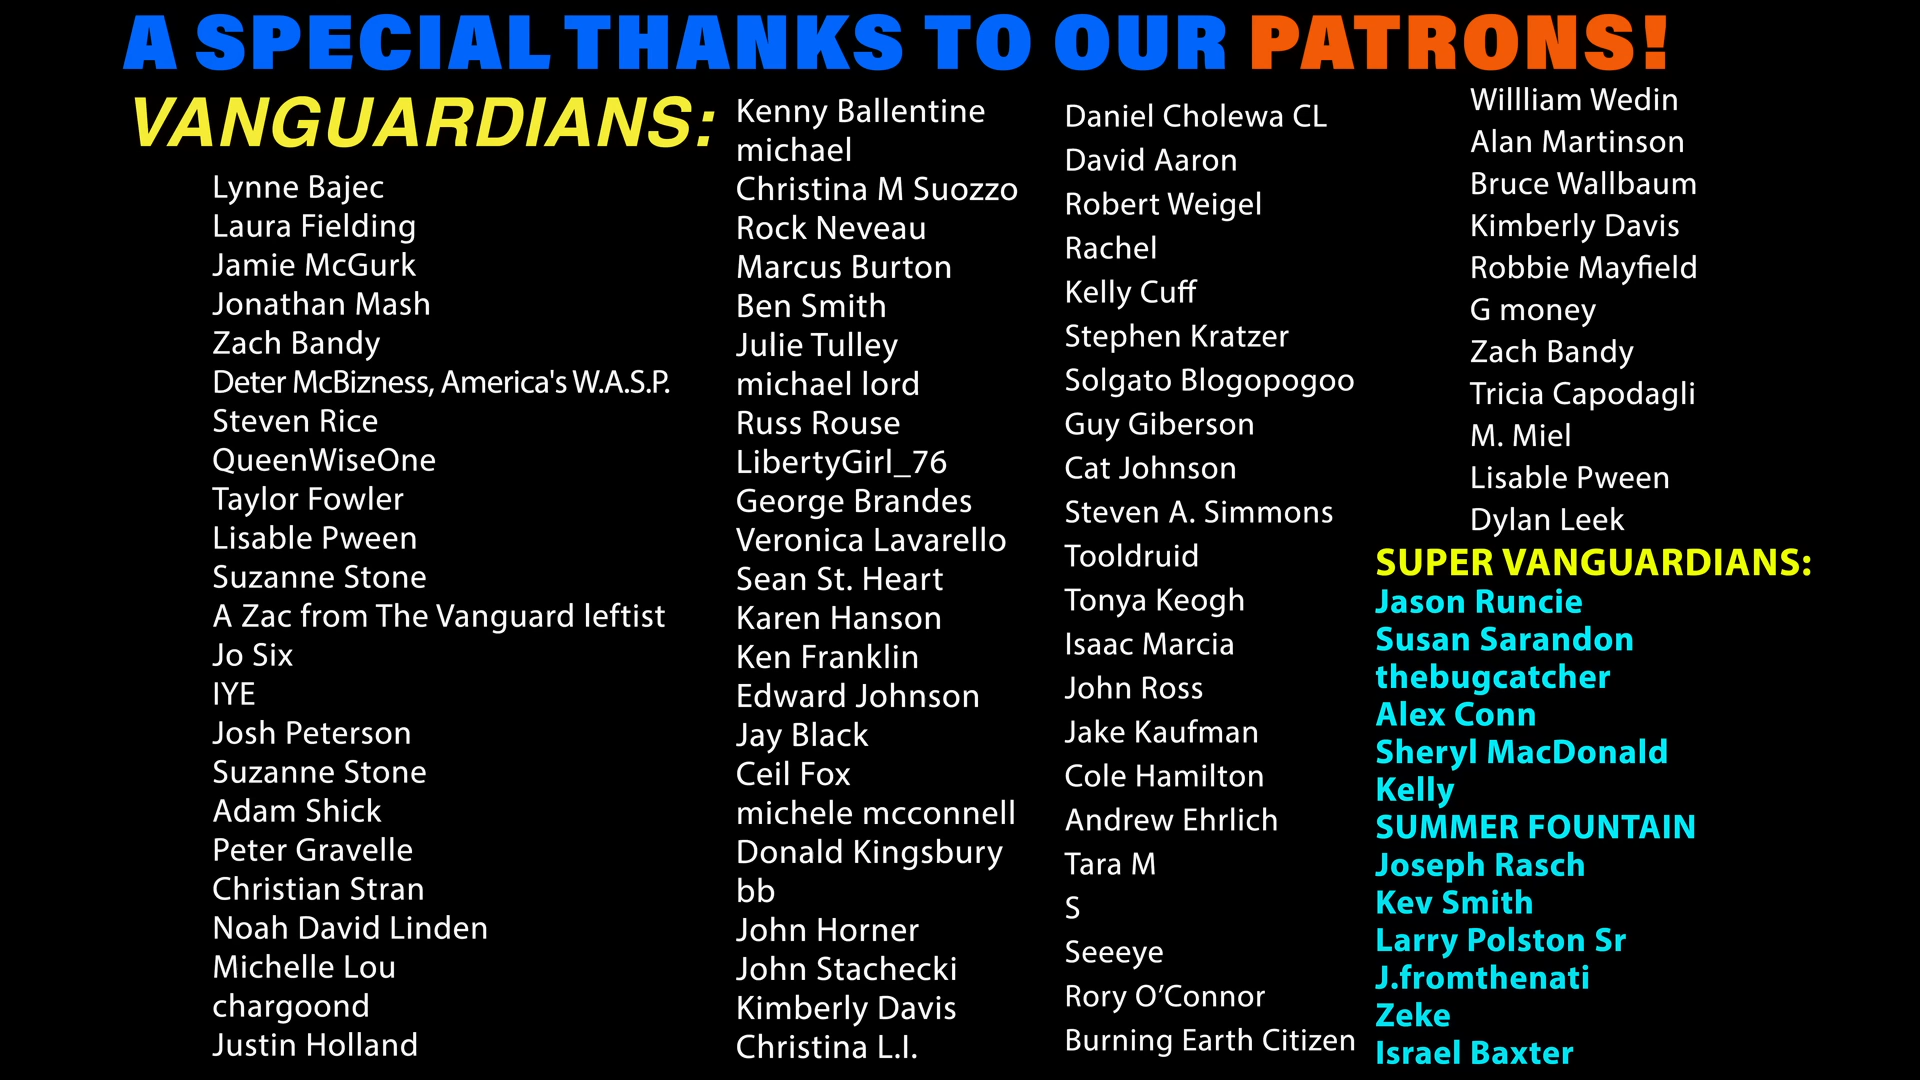 A SPECIAL THANKS TO OUR PATRONS!
VANGUARDIANS:
Lynne Bajec
Laura Fielding
Jamie McGurk
Jonathan Mash
Zach Bandy
Deter McBizness, America's W.A.S.P.
Steven Rice
QueenWiseOne
Taylor Fowler
Lisable Pween
Suzanne Stone
A Zac from The Vanguard leftist
Jo Six
IYE
Josh Peterson
Suzanne Stone
Adam Shick
Peter Gravelle
Christian Stran
Noah David Linden
Michelle Lou
chargoond
Justin Holland
Kenny Ballentine
michael
Christina M Suozzo
Rock Neveau
Marcus Burton
Ben Smith
Julie Tulley
michael lord
Russ Rouse
LibertyGirl_76
George Brandes
Veronica Lavarello
Sean St. Heart
Karen Hanson
Ken Franklin
Edward Johnson
Jay Black
Ceil Fox
michele mcconnell
Donald Kingsbury
bb
John Horner
John Stachecki
Kimberly Davis
Christina L.I.
Daniel Cholewa CL
David Aaron
Robert Weigel
Rachel
Kelly Cuff
Stephen Kratzer
Solgato Blogopogoo
Guy Giberson
Cat Johnson
Steven A. Simmons
Tooldruid
Tonya Keogh
Isaac Marcia
John Ross
Jake Kaufman
Cole Hamilton
Andrew Ehrlich
Tara M
S
Seeeye
Rory O’Connor
Burning Earth Citizen
Willliam Wedin
Alan Martinson
Bruce Wallbaum
Kimberly Davis
Robbie Mayfield
G money
Zach Bandy
Tricia Capodagli
M. Miel
Lisable Pween
Dylan Leek
SUPER VANGUARDIANS:
Jason Runcie
Susan Sarandon
thebugcatcher
Alex Conn
Sheryl MacDonald
Kelly
SUMMER FOUNTAIN
Joseph Rasch
Kev Smith
Larry Polston Sr
J.fromthenati
Zeke
Israel Baxter